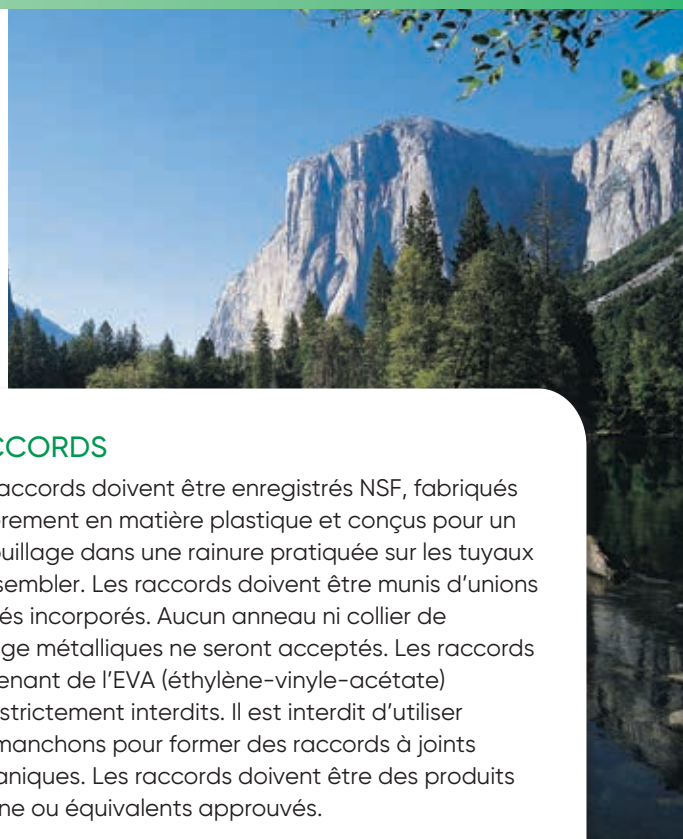 CCORDS
accords doivent être enregistrés NSF, fabriqués
rement en matière plastique et conçus pour un
uillage dans une rainure pratiquée sur les tuyaux
sembler. Les raccords doivent être munis d’unions
és incorporés. Aucun anneau ni collier de
ge métalliques ne seront acceptés. Les raccords
enant de l’EVA (éthylène-vinyle-acétate)
strictement interdits. Il est interdit d’utiliser
manchons pour former des raccords à joints
aniques. Les raccords doivent être des produits
ne ou équivalents approuvés.